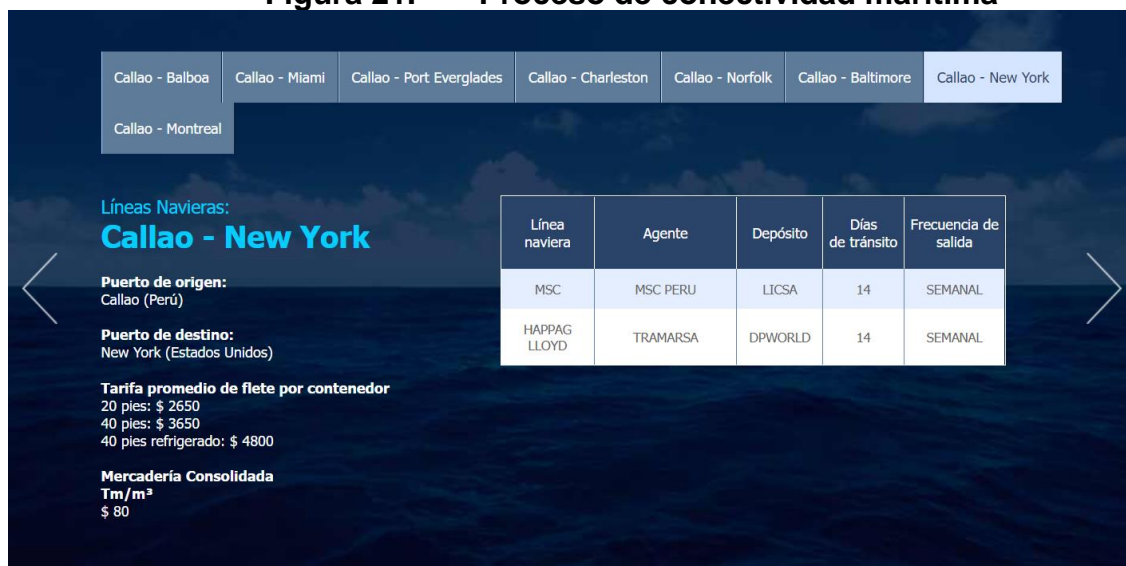 Figura 21. Proceso de conectividad marítima
Callao - Balboa
Callao - Miami
Callao - Port Everglades
Callao - Charleston
Callao - Norfolk
Callao - Baltimore
Callao - New York
Callao - Montreal
Líneas Navieras:
Callao - New York
Puerto de origen:
Callao (Perú)
Puerto de destino:
New York (Estados Unidos)
Tarifa promedio de flete por contenedor
20 pies: $ 2650
40 pies: $ 3650
40 pies refrigerado: $ 4800
Mercadería Consolidada
Tm/m³
$ 80
Línea naviera Agente Depósito Días de tránsito Frecuencia de salida
MSC MSC PERU LICSA 14 SEMANAL
HAPPAG LLOYD TRAMARSA DPWORLD 14 SEMANAL